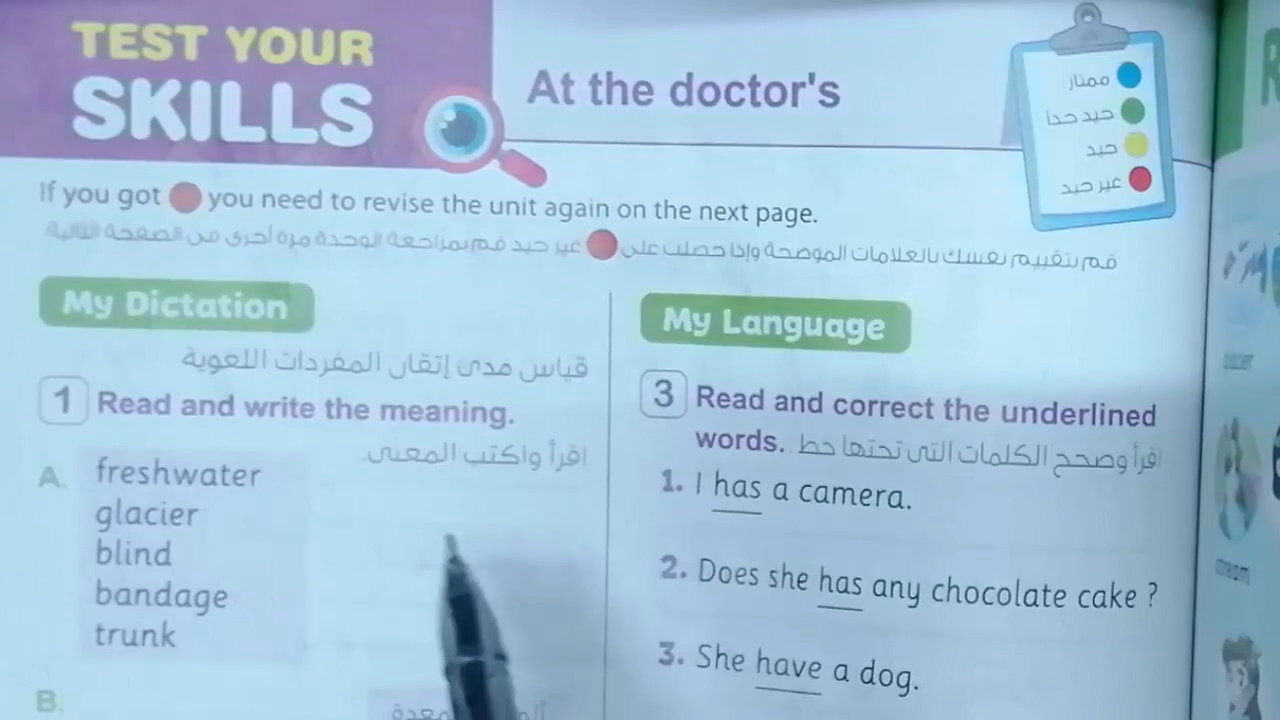 TEST YOUR
SKILLS
At the doctor's
ممتاز
جيد جدا
جيد
غير جيد
If you got you need to revise the unit again on the next page.
قم بتقييم نفسك بالعلامات الموضحة وإذا حصلت على غير جيد قم بمراجعة الوحدة مرة أخرى في الصفحة التالية
My Dictation
قياس مدى إتقان المفردات اللغوية
1 Read and write the meaning.
اقرأ واكتب المعنى.
A. freshwater
glacier
blind
bandage
trunk
B.
My Language
3 Read and correct the underlined
words. اقرأ وصحح الكلمات التى تحتها خط
1. I has a camera.
2. Does she has any chocolate cake ?
3. She have a dog.